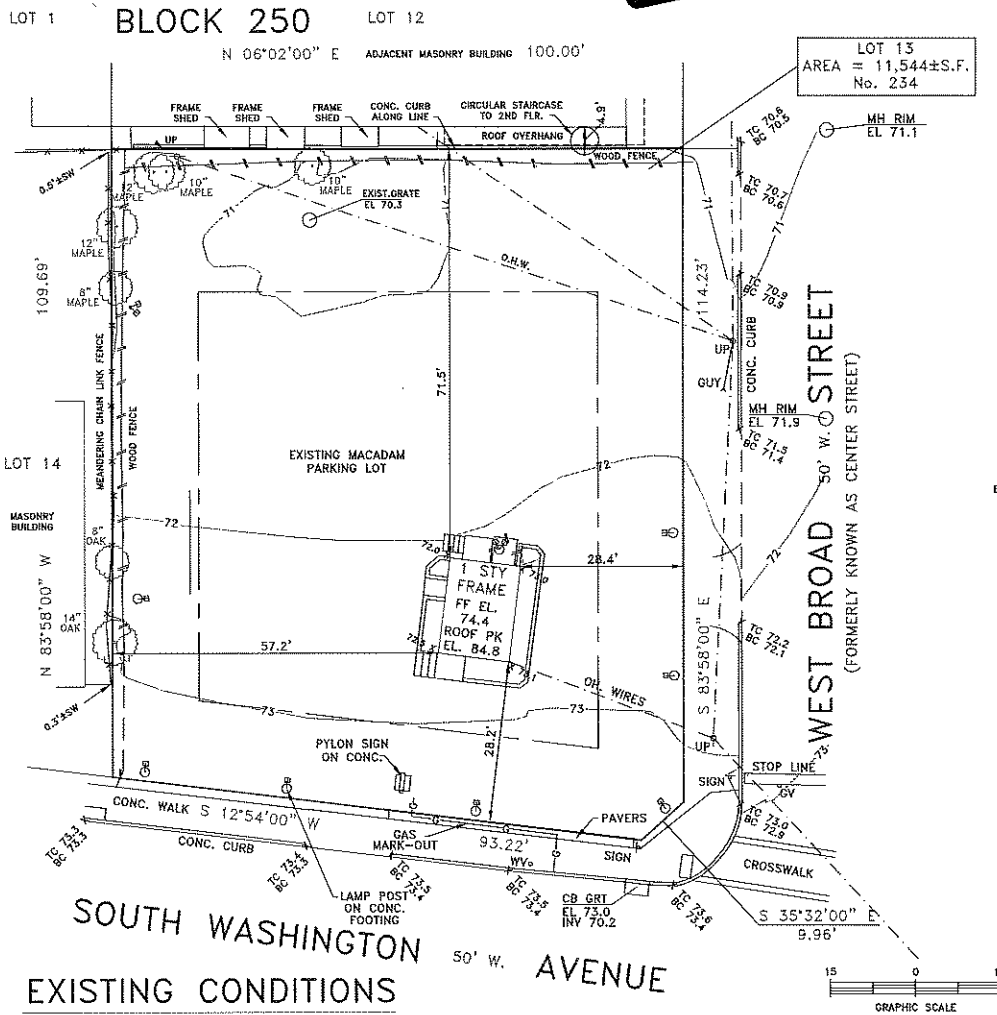 LOT 1
BLOCK 250
LOT 12
N 06°02'00" E
ADJACENT MASONRY BUILDING
100.00'
LOT 13
AREA = 11,544±S.F.
No. 234
FRAME
SHED
FRAME
SHED
FRAME
SHED
CONC. CURB
ALONG LINE
CIRCULAR STAIRCASE
TO 2ND FLR.
4.9'
ROOF OVERHANG
UP
WOOD FENCE
TC 70.6
BC 70.5
MH RIM
EL 71.1
0.5'±SW
12"
MAPLE
10"
MAPLE
10"
MAPLE
EXIST.GRATE
EL 70.3
TC 70.7
BC 70.6
71
71
71
71
12"
MAPLE
8"
MAPLE
O.H.W.
109.69'
114.23'
TC 70.9
BC 70.9
CONC. CURB
UP
GUY
71.5'
MEANDERING CHAIN LINK FENCE
WOOD FENCE
MH RIM
EL 71.9
TC 71.5
BC 71.4
WEST BROAD STREET
50' W.
(FORMERLY KNOWN AS CENTER STREET)
LOT 14
EXISTING MACADAM
PARKING LOT
72
72
72
MASONRY
BUILDING
8"
OAK
72.0
73.0
28.4'
1 STY
FRAME
FF EL.
74.4
ROOF PK
EL. 84.8
N 83°58'00" W
S 83°58'00" E
TC 72.2
BC 72.1
14"
OAK
57.2'
OH. WIRES
0.3'±SW
73
73
73
28.2'
UP
PYLON SIGN
ON CONC.
STOP LINE
SIGN
GV
CONC. WALK
S 12°54'00" W
G
G
G
GAS
MARK-OUT
93.22'
PAVERS
SIGN
TC 73.0
BC 72.9
TC 73.3
BC 73.3
CONC. CURB
TC 73.4
BC 73.3
WV
CROSSWALK
LAMP POST
ON CONC.
FOOTING
TC 73.5
BC 73.4
TC 73.5
BC 73.4
CB GRT
EL 73.0
INV 70.2
TC 73.6
BC 73.4
S 35°32'00" E
9.96'
SOUTH WASHINGTON AVENUE
50' W.
EXISTING CONDITIONS
15
0
GRAPHIC SCALE